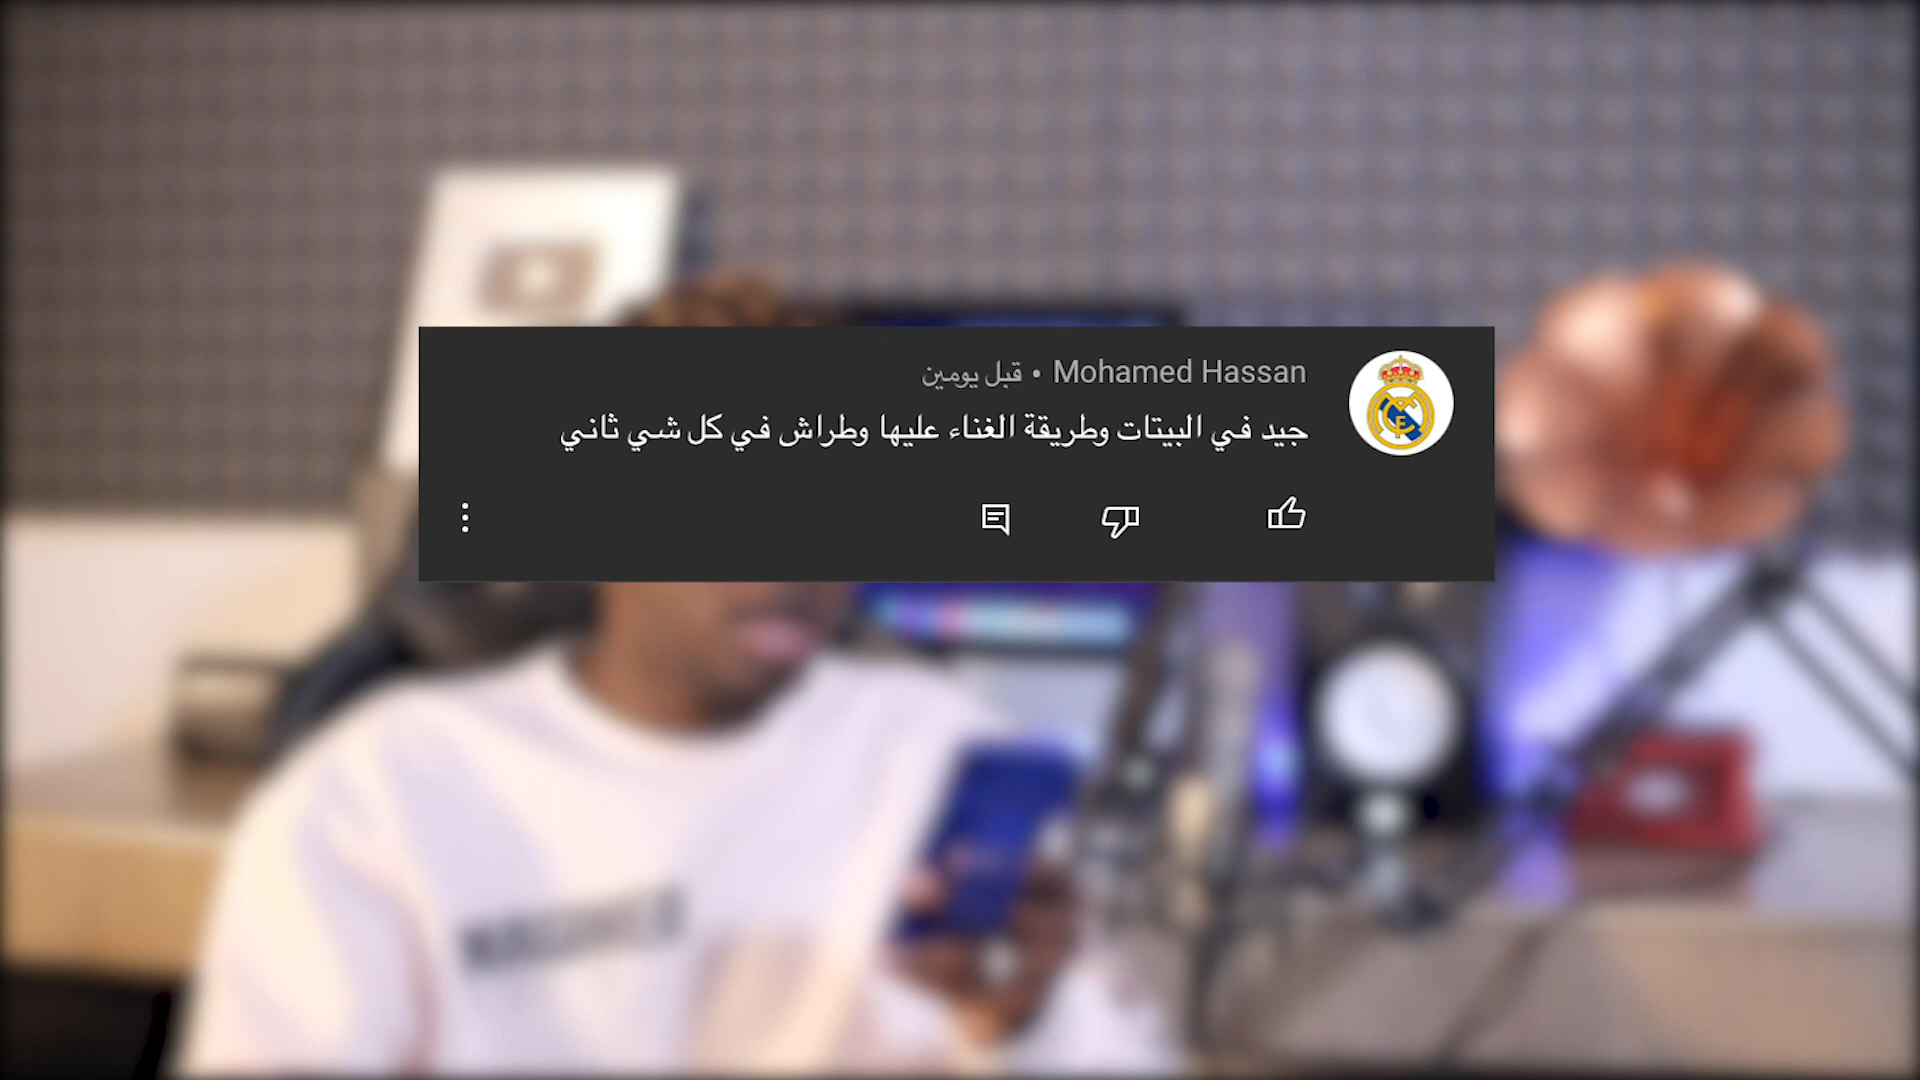 Mohamed Hassan • قبل يومين
جيد في البيتات وطريقة الغناء عليها وطراش في كل شي ثاني